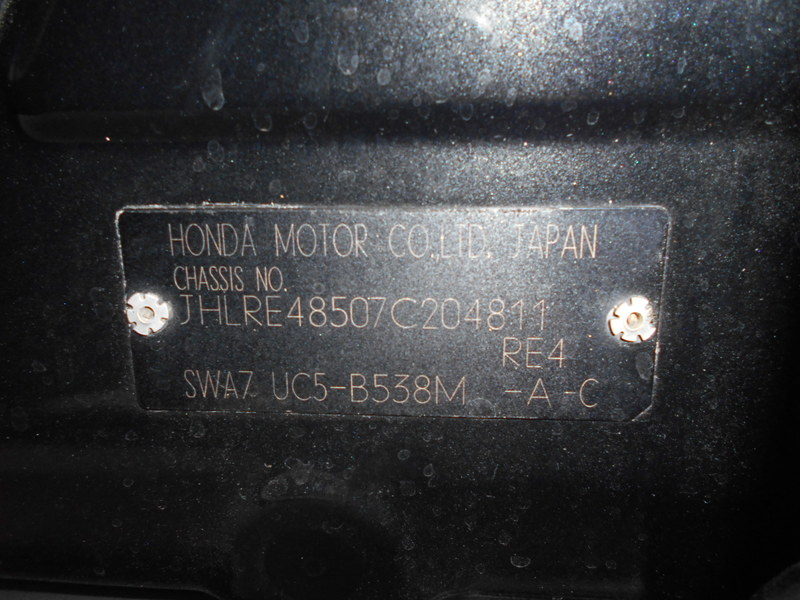 HONDA MOTOR CO.,LTD. JAPAN
CHASSIS NO.
JHLRE48507C204811
RE4
SWA7 UC5-B538M -A -C